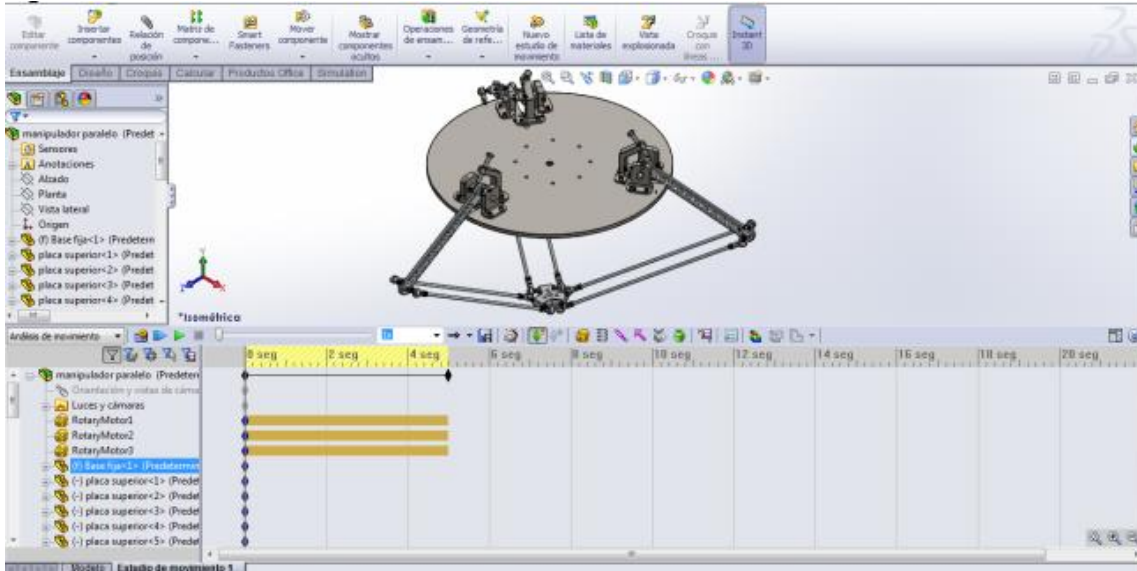 Editar componente
Insertar componentes
Relación de posición
Matriz de compone...
Smart Fasteners
Mover componente
Mostrar componentes ocultos
Operaciones de ensam...
Geometría de refe...
Nuevo estudio de movimiento
Lista de materiales
Vista explosionada
Croquis con líneas ...
Instant 3D
Ensamblaje Diseño Croquis Calcular Productos Office Simulation
manipulador paralelo (Predet
Sensores
Anotaciones
Alzado
Planta
Vista lateral
Origen
(f) Base fija<1> (Predetern
placa superior<1> (Predet
placa superior<2> (Predet
placa superior<3> (Predet
placa superior<4> (Predet
*Isométrica
Análisis de movimiento
0 seg 2 seg 4 seg 6 seg 8 seg 10 seg 12 seg 14 seg 16 seg 18 seg 20 seg
manipulador paralelo (Predeter
Orientación y vistas de cáma
Luces y cámaras
RotaryMotor1
RotaryMotor2
RotaryMotor3
(f) Base fija<1> (Predetermin
(-) placa superior<1> (Predet
(-) placa superior<2> (Predet
(-) placa superior<3> (Predet
(-) placa superior<4> (Predet
(-) placa superior<5> (Predet
Modelo Estudio de movimiento 1